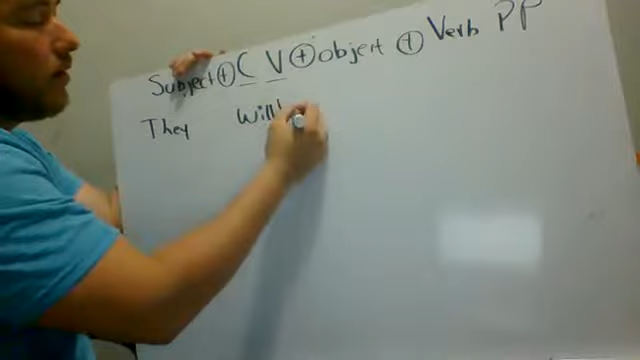 Subject ⊕ C V ⊕ object ⊕ Verb PP
They Will